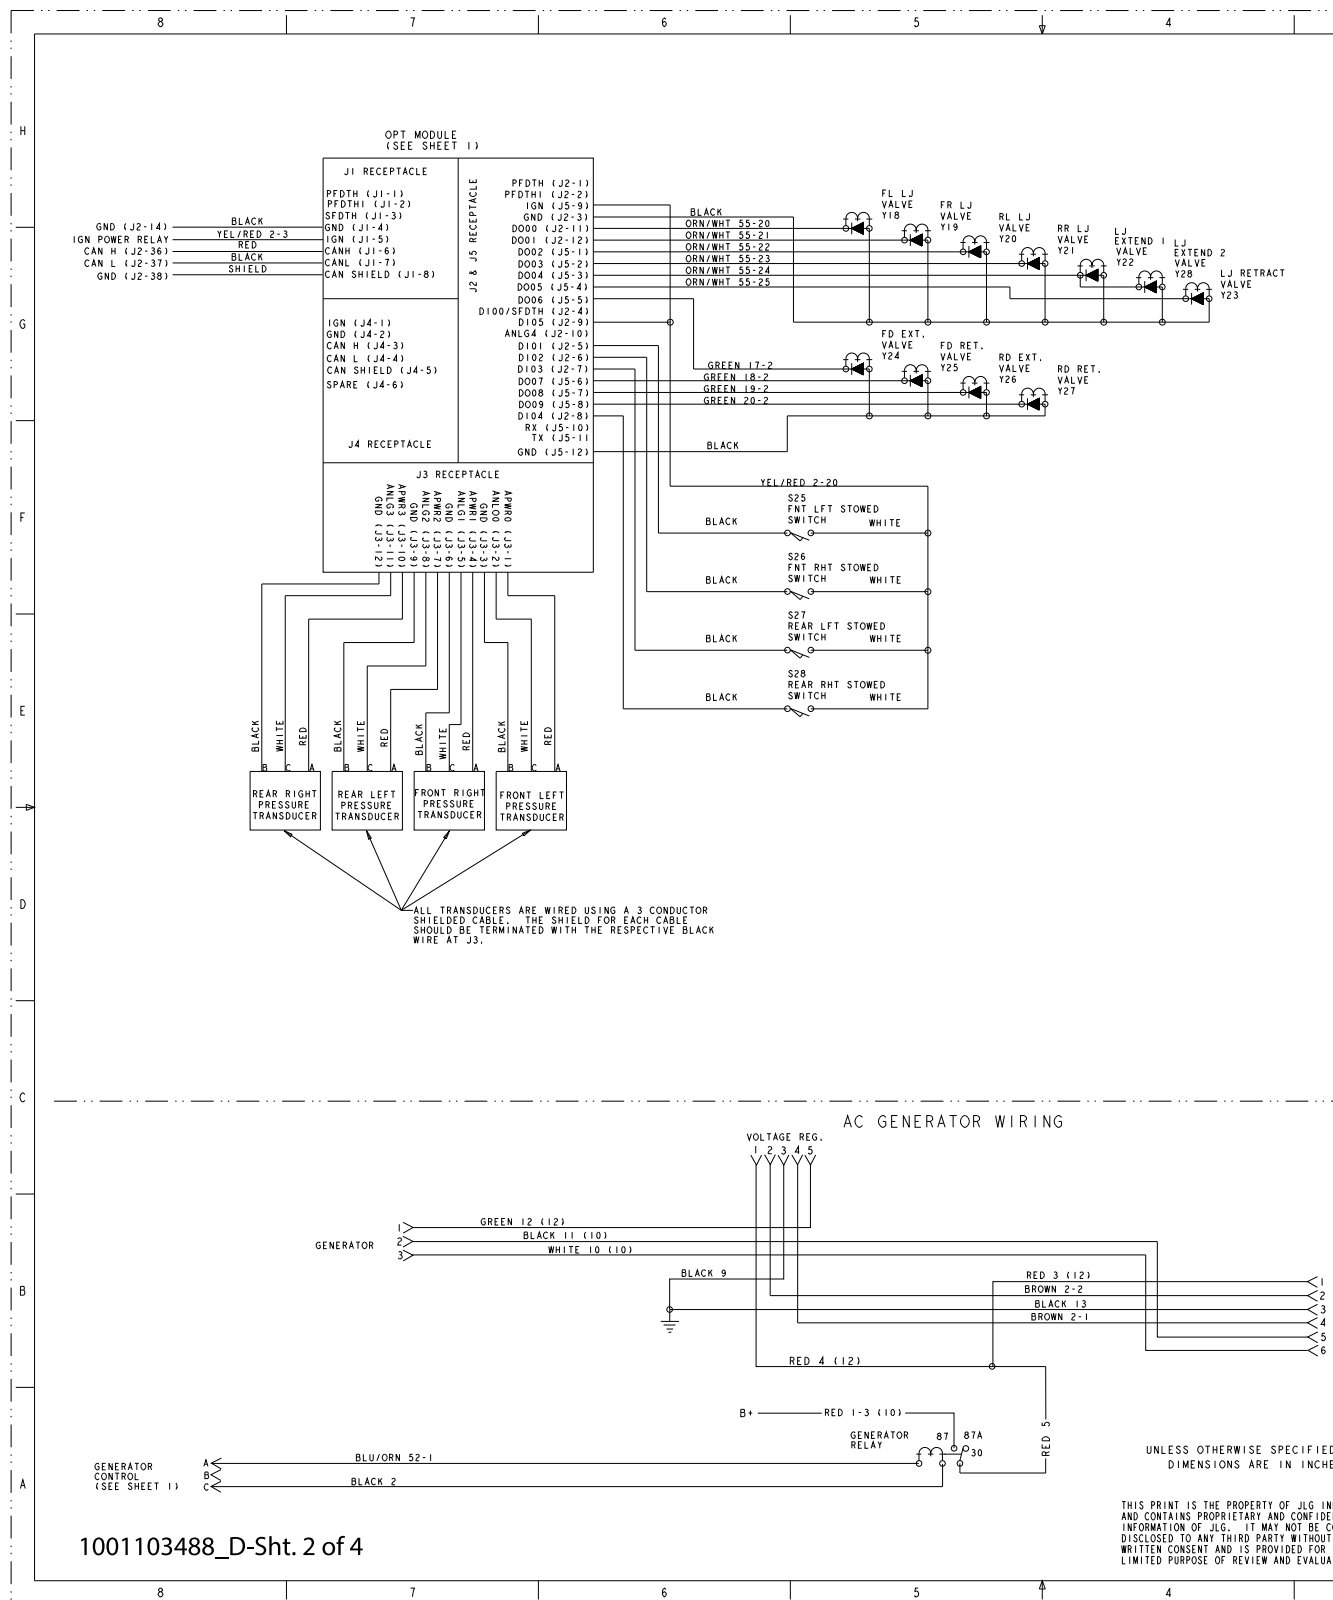 8 7 6 5 4
H
OPT MODULE
(SEE SHEET 1)
J1 RECEPTACLE
PFDTH (J1-1)
PFDTH1 (J1-2)
SFDTH (J1-3)
GND (J1-4)
IGN (J1-5)
CANH (J1-6)
CANL (J1-7)
CAN SHIELD (J1-8)
GND (J2-14)
IGN POWER RELAY
CAN H (J2-36)
CAN L (J2-37)
GND (J2-38)
BLACK
YEL/RED 2-3
RED
BLACK
SHIELD
IGN (J4-1)
GND (J4-2)
CAN H (J4-3)
CAN L (J4-4)
CAN SHIELD (J4-5)
SPARE (J4-6)
J4 RECEPTACLE
J2 & J5 RECEPTACLE
PFDTH (J2-1)
PFDTH1 (J2-2)
IGN (J5-9)
GND (J2-3)
DO00 (J2-11)
DO01 (J2-12)
DO02 (J5-1)
DO03 (J5-2)
DO04 (J5-3)
DO05 (J5-4)
DO06 (J5-5)
DI00/SFDTH (J2-4)
DI05 (J2-9)
ANLG4 (J2-10)
DI01 (J2-5)
DI02 (J2-6)
DI03 (J2-7)
DO07 (J5-6)
DO08 (J5-7)
DO09 (J5-8)
DI04 (J2-8)
RX (J5-10)
TX (J5-11
GND (J5-12)
BLACK
ORN/WHT 55-20
ORN/WHT 55-21
ORN/WHT 55-22
ORN/WHT 55-23
ORN/WHT 55-24
ORN/WHT 55-25
FL LJ
VALVE
Y18
FR LJ
VALVE
Y19
RL LJ
VALVE
Y20
RR LJ
VALVE
Y21
LJ
EXTEND 1
VALVE
Y22
LJ
EXTEND 2
VALVE
Y28
LJ RETRACT
VALVE
Y23
G
FD EXT.
VALVE
Y24
FD RET.
VALVE
Y25
RD EXT.
VALVE
Y26
RD RET.
VALVE
Y27
GREEN 17-2
GREEN 18-2
GREEN 19-2
GREEN 20-2
BLACK
J3 RECEPTACLE
GND (J3-12)
ANLG3 (J3-11)
APWR3 (J3-10)
GND (J3-9)
ANLG2 (J3-8)
APWR2 (J3-7)
GND (J3-6)
ANLG1 (J3-5)
APWR1 (J3-4)
GND (J3-3)
ANLO0 (J3-2)
APWR0 (J3-1)
F
YEL/RED 2-20
S25
FNT LFT STOWED
SWITCH
BLACK WHITE
S26
FNT RHT STOWED
SWITCH
BLACK WHITE
S27
REAR LFT STOWED
SWITCH
BLACK WHITE
S28
REAR RHT STOWED
SWITCH
BLACK WHITE
E
BLACK WHITE RED BLACK WHITE RED BLACK WHITE RED BLACK WHITE RED
B C A B C A B C A B C A
REAR RIGHT
PRESSURE
TRANSDUCER
REAR LEFT
PRESSURE
TRANSDUCER
FRONT RIGHT
PRESSURE
TRANSDUCER
FRONT LEFT
PRESSURE
TRANSDUCER
D
ALL TRANSDUCERS ARE WIRED USING A 3 CONDUCTOR
SHIELDED CABLE. THE SHIELD FOR EACH CABLE
SHOULD BE TERMINATED WITH THE RESPECTIVE BLACK
WIRE AT J3.
C
AC GENERATOR WIRING
VOLTAGE REG.
1 2 3 4 5
GENERATOR
1
2
3
GREEN 12 (12)
BLACK 11 (10)
WHITE 10 (10)
B
BLACK 9
RED 3 (12)
BROWN 2-2
BLACK 13
BROWN 2-1
1
2
3
4
5
6
RED 4 (12)
B+ RED 1-3 (10)
GENERATOR
RELAY
87 87A
30
RED 5
A
GENERATOR
CONTROL
(SEE SHEET 1)
A
B
C
BLU/ORN 52-1
BLACK 2
UNLESS OTHERWISE SPECIFIED
DIMENSIONS ARE IN INCHE
THIS PRINT IS THE PROPERTY OF JLG IN
AND CONTAINS PROPRIETARY AND CONFIDE
INFORMATION OF JLG. IT MAY NOT BE C
DISCLOSED TO ANY THIRD PARTY WITHOUT
WRITTEN CONSENT AND IS PROVIDED FOR
LIMITED PURPOSE OF REVIEW AND EVALUA
1001103488_D-Sht. 2 of 4
8 7 6 5 4